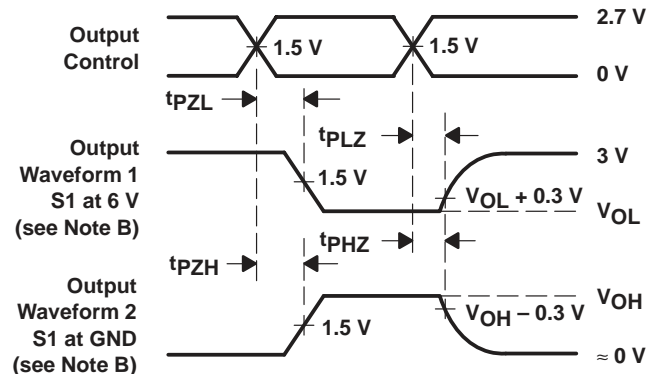 Output
Control
1.5 V
1.5 V
2.7 V
0 V
tPZL
tPLZ
Output
Waveform 1
S1 at 6 V
(see Note B)
1.5 V
3 V
VOL + 0.3 V
VOL
tPZH
tPHZ
Output
Waveform 2
S1 at GND
(see Note B)
1.5 V
VOH
VOH − 0.3 V
≈ 0 V